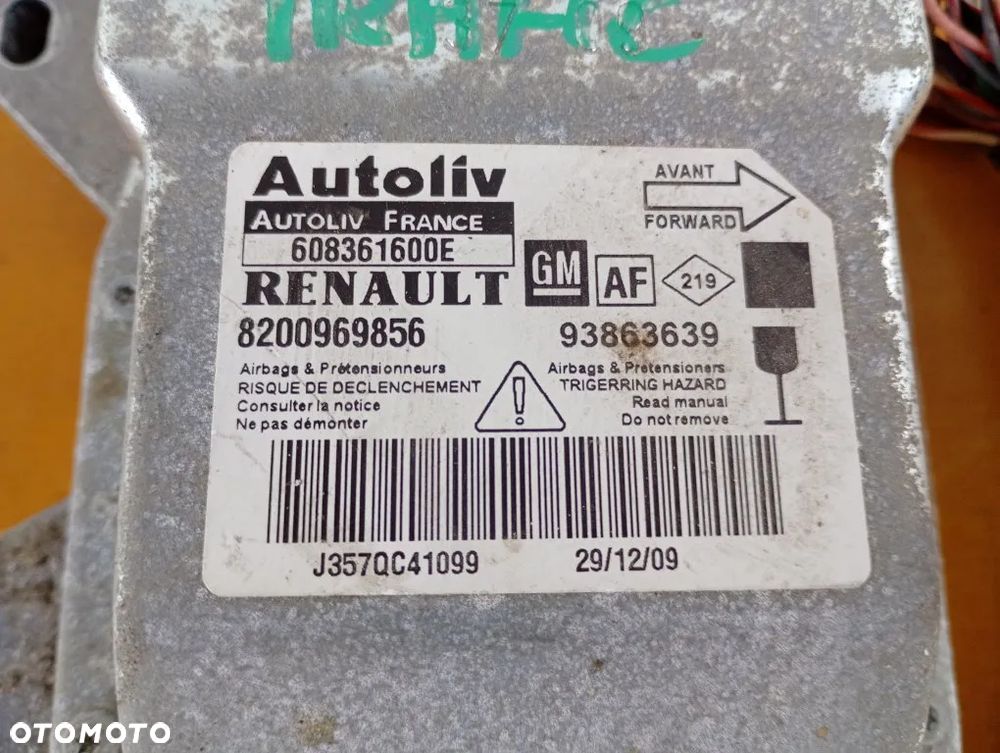 TRAFIC
Autoliv
AUTOLIV FRANCE
608361600E
RENAULT
GM
AF
219
AVANT
FORWARD
8200969856
93863639
Airbags & Prétensionneurs
RISQUE DE DECLENCHEMENT
Consulter la notice
Ne pas démonter
Airbags & Pretensioners
TRIGERRING HAZARD
Read manual
Do not remove
J357QC41099
29/12/09
OTOMOTO